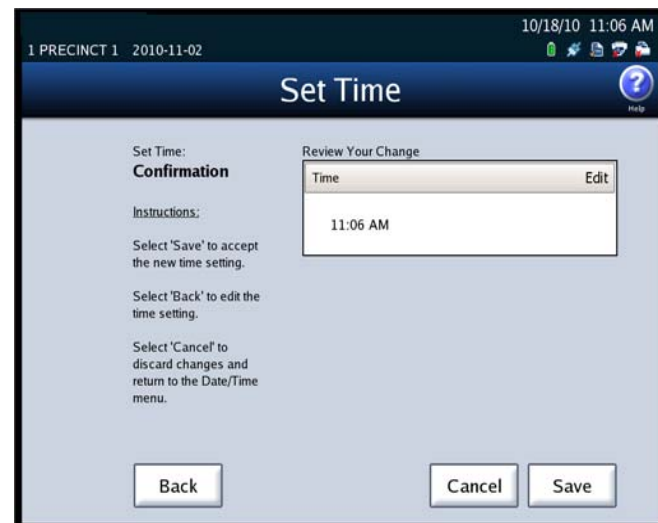 10/18/10 11:06 AM
1 PRECINCT 1 2010-11-02
Set Time
?
Help
Set Time:
Confirmation
Instructions:
Select 'Save' to accept
the new time setting.
Select 'Back' to edit the
time setting.
Select 'Cancel' to
discard changes and
return to the Date/Time
menu.
Review Your Change
Time Edit
11:06 AM
Back Cancel Save